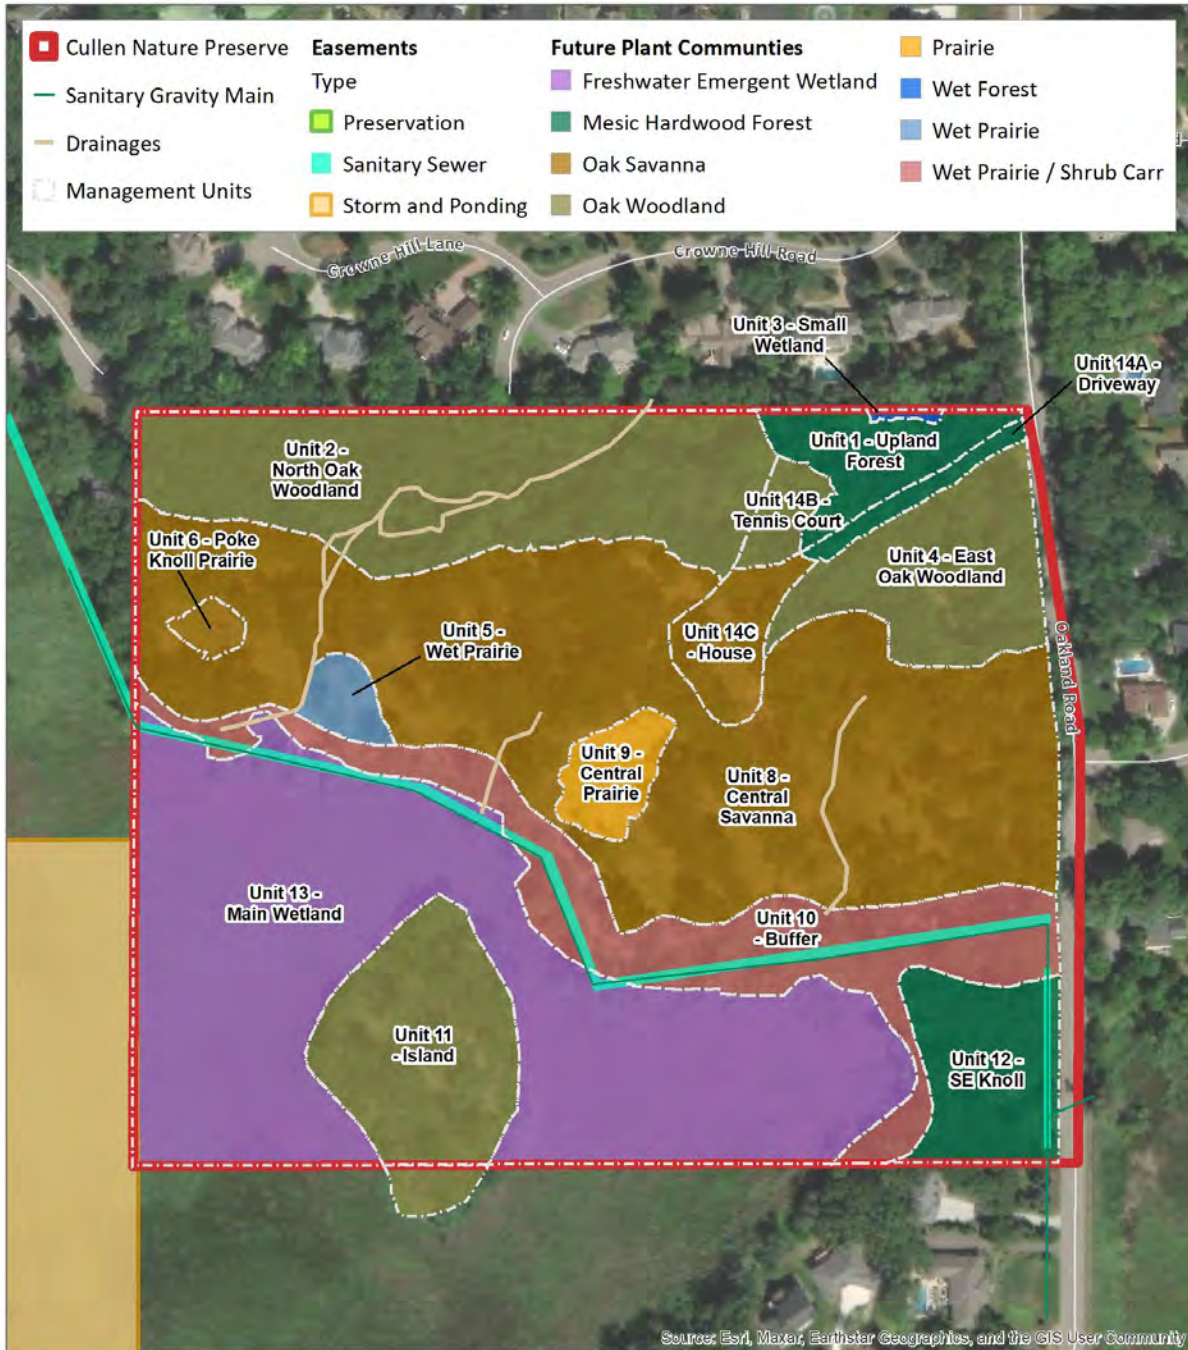 Cullen Nature Preserve
Sanitary Gravity Main
Drainages
Management Units
Easements
Type
Preservation
Sanitary Sewer
Storm and Ponding
Future Plant Communties
Freshwater Emergent Wetland
Mesic Hardwood Forest
Oak Savanna
Oak Woodland
Prairie
Wet Forest
Wet Prairie
Wet Prairie / Shrub Carr
Crowne Hill Lane
Crowne Hill Road
Unit 3 - Small
Wetland
Unit 14A -
Driveway
Unit 2 -
North Oak
Woodland
Unit 1 - Upland
Forest
Unit 14B -
Tennis Court
Unit 6 - Poke
Knoll Prairie
Unit 4 - East
Oak Woodland
Unit 5 -
Wet Prairie
Unit 14C
- House
Oakland Road
Unit 9 -
Central
Prairie
Unit 8 -
Central
Savanna
Unit 13 -
Main Wetland
Unit 10
- Buffer
Unit 11
- Island
Unit 12 -
SE Knoll
Source: Esri, Maxar, Earthstar Geographics, and the GIS User Community